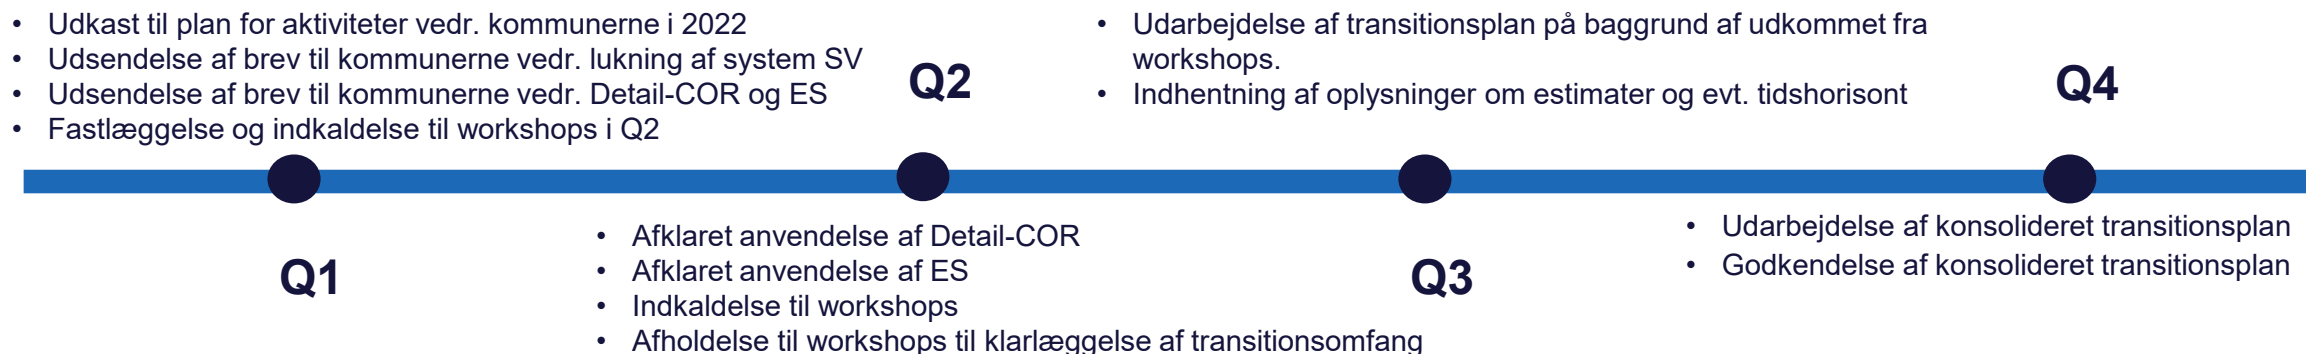 • Udkast til plan for aktiviteter vedr. kommunerne i 2022
• Udsendelse af brev til kommunerne vedr. lukning af system SV
• Udsendelse af brev til kommunerne vedr. Detail-COR og ES
• Fastlæggelse og indkaldelse til workshops i Q2
Q1
Q2
• Afklaret anvendelse af Detail-COR
• Afklaret anvendelse af ES
• Indkaldelse til workshops
• Afholdelse til workshops til klarlæggelse af transitionsomfang
• Udarbejdelse af transitionsplan på baggrund af udkommet fra
workshops.
• Indhentning af oplysninger om estimater og evt. tidshorisont
Q3
Q4
• Udarbejdelse af konsolideret transitionsplan
• Godkendelse af konsolideret transitionsplan